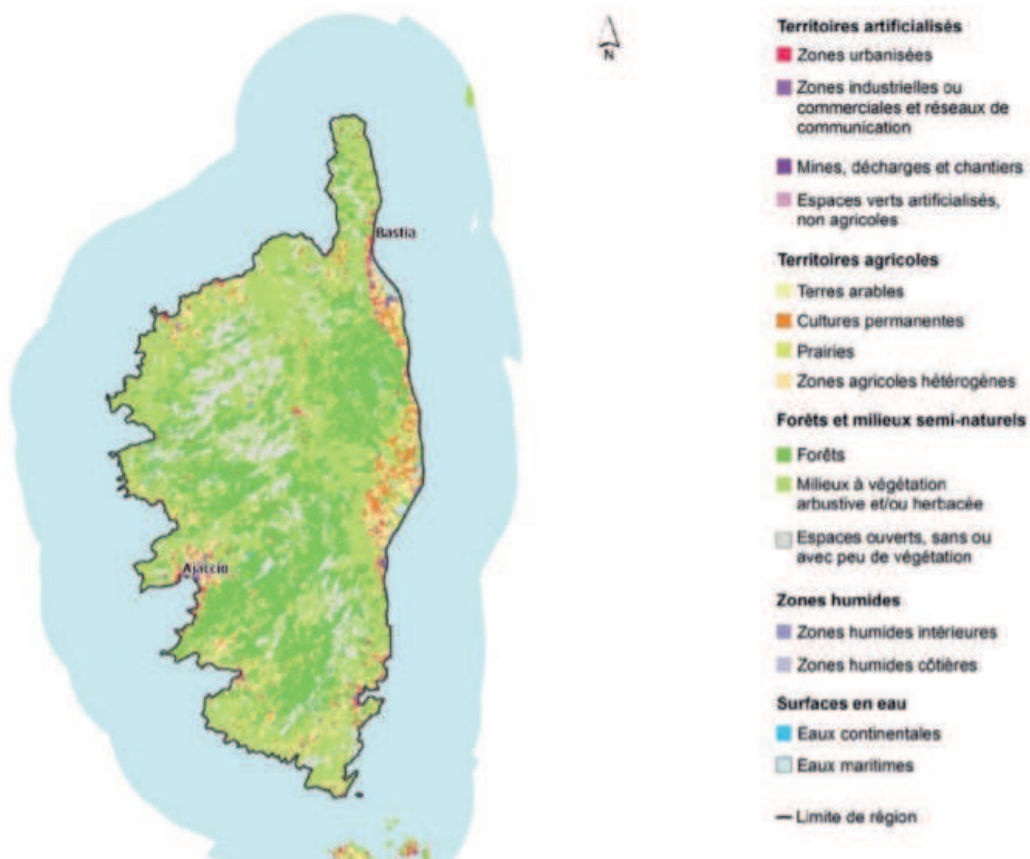 N
Bastia
Ajaccio
Territoires artificialisés
Zones urbanisées
Zones industrielles ou
commerciales et réseaux de
communication
Mines, décharges et chantiers
Espaces verts artificialisés,
non agricoles
Territoires agricoles
Terres arables
Cultures permanentes
Prairies
Zones agricoles hétérogènes
Forêts et milieux semi-naturels
Forêts
Milieux à végétation
arbustive et/ou herbacée
Espaces ouverts, sans ou
avec peu de végétation
Zones humides
Zones humides intérieures
Zones humides côtières
Surfaces en eau
Eaux continentales
Eaux maritimes
Limite de région